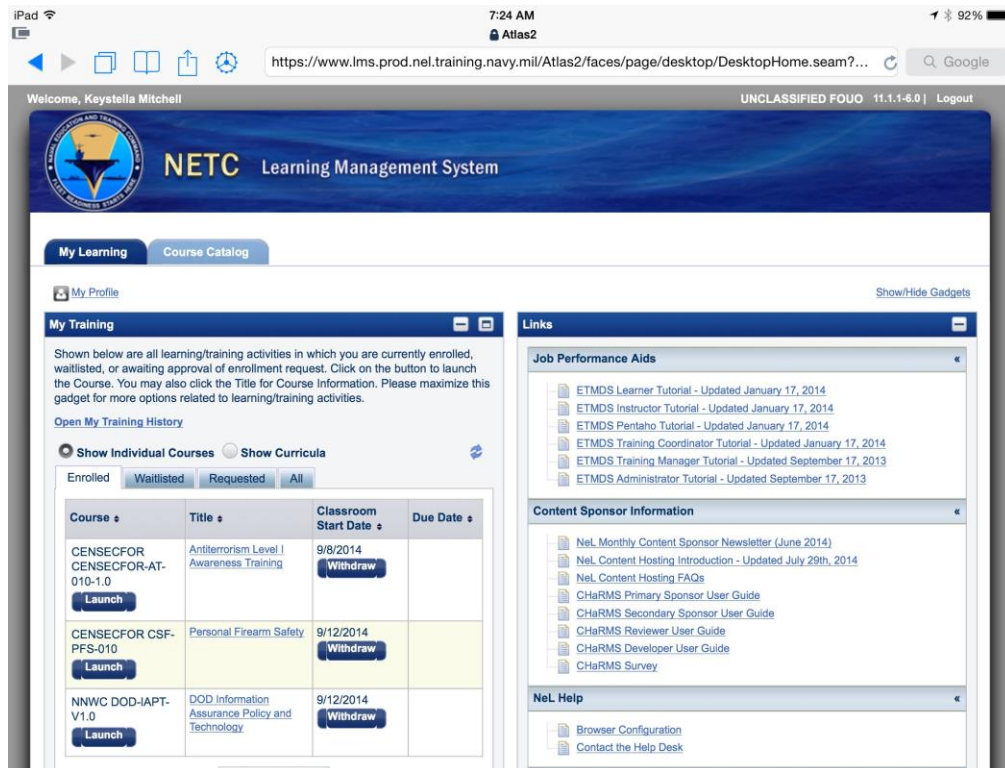 iPad
7:24 AM
92%
Atlas2
https://www.lms.prod.nel.training.navy.mil/Atlas2/faces/page/desktop/DesktopHome.seam?...
Google
Welcome, Keystella Mitchell
UNCLASSIFIED FOUO 11.1.1-6.0 | Logout
NAVAL EDUCATION AND TRAINING COMMAND
FLEET READINESS STARTS HERE
NETC Learning Management System
My Learning
Course Catalog
My Profile
Show/Hide Gadgets
My Training
Shown below are all learning/training activities in which you are currently enrolled,
waitlisted, or awaiting approval of enrollment request. Click on the button to launch
the Course. You may also click the Title for Course Information. Please maximize this
gadget for more options related to learning/training activities.
Open My Training History
Show Individual Courses Show Curricula
Enrolled Waitlisted Requested All
Course Title Classroom
Start Date Due Date
CENSECFOR
CENSECFOR-AT-
010-1.0
Launch
Antiterrorism Level I
Awareness Training
9/8/2014
Withdraw
CENSECFOR CSF-
PFS-010
Launch
Personal Firearm Safety
9/12/2014
Withdraw
NNWC DOD-IAPT-
V1.0
Launch
DOD Information
Assurance Policy and
Technology
9/12/2014
Withdraw
Links
Job Performance Aids «
ETMDS Learner Tutorial - Updated January 17, 2014
ETMDS Instructor Tutorial - Updated January 17, 2014
ETMDS Pentaho Tutorial - Updated January 17, 2014
ETMDS Training Coordinator Tutorial - Updated January 17, 2014
ETMDS Training Manager Tutorial - Updated September 17, 2013
ETMDS Administrator Tutorial - Updated September 17, 2013
Content Sponsor Information «
NeL Monthly Content Sponsor Newsletter (June 2014)
NeL Content Hosting Introduction - Updated July 29th, 2014
NeL Content Hosting FAQs
CHaRMS Primary Sponsor User Guide
CHaRMS Secondary Sponsor User Guide
CHaRMS Reviewer User Guide
CHaRMS Developer User Guide
CHaRMS Survey
NeL Help «
Browser Configuration
Contact the Help Desk